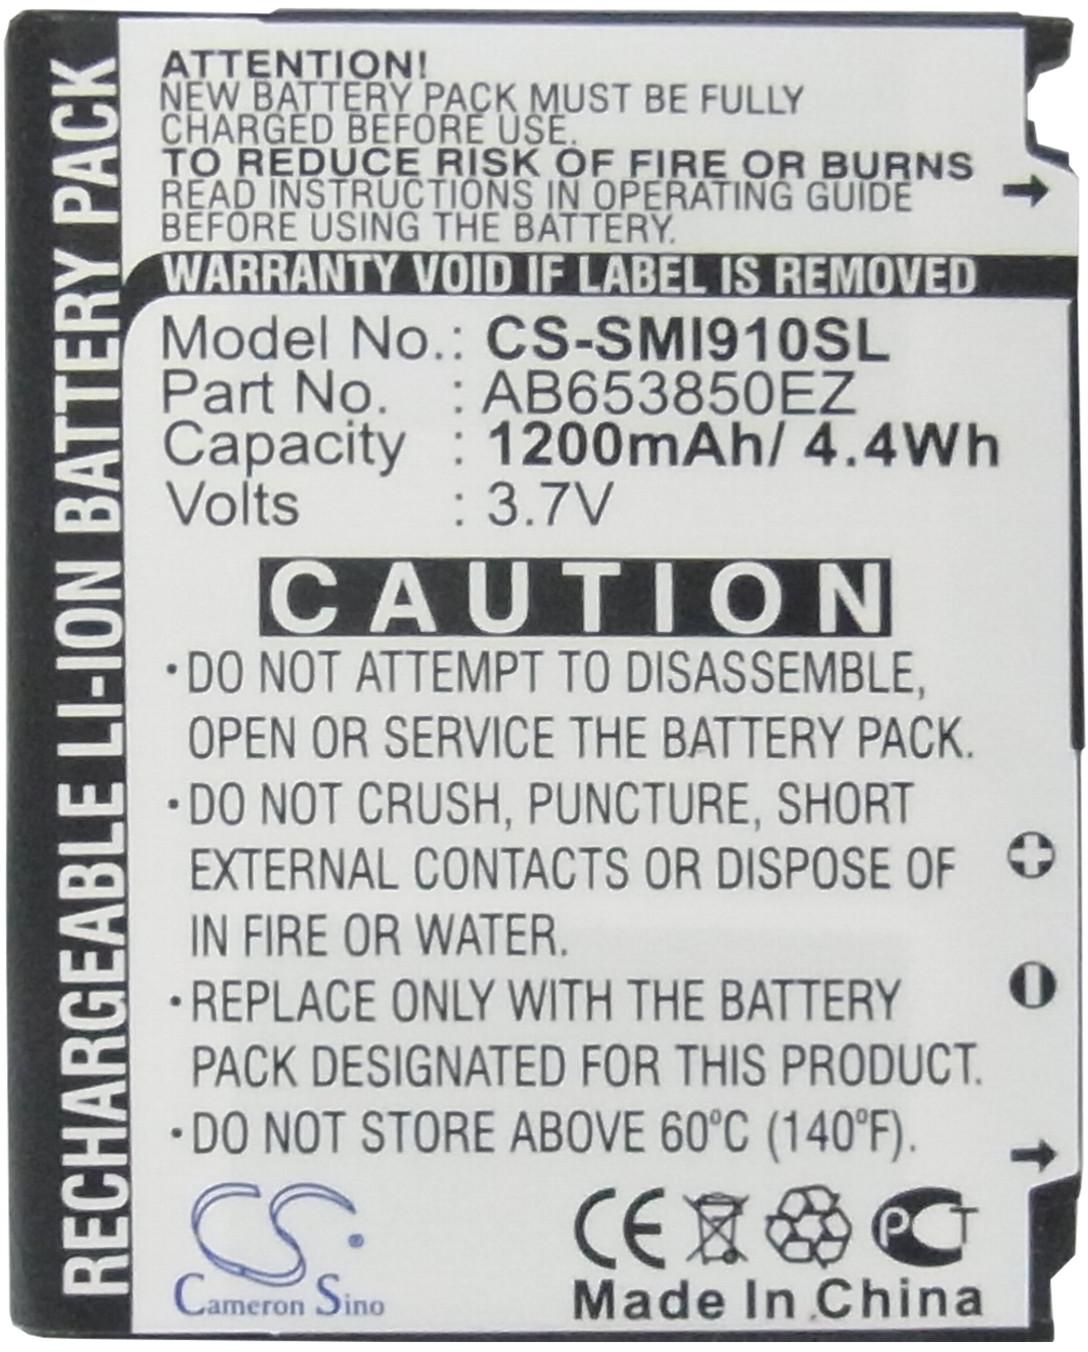 RECHARGEABLE LI-ION BATTERY PACK
ATTENTION!
NEW BATTERY PACK MUST BE FULLY
CHARGED BEFORE USE.
TO REDUCE RISK OF FIRE OR BURNS
READ INSTRUCTIONS IN OPERATING GUIDE
BEFORE USING THE BATTERY.
WARRANTY VOID IF LABEL IS REMOVED
Model No.: CS-SMI910SL
Part No. : AB653850EZ
Capacity : 1200mAh/ 4.4Wh
Volts : 3.7V
CAUTION
•DO NOT ATTEMPT TO DISASSEMBLE,
OPEN OR SERVICE THE BATTERY PACK.
•DO NOT CRUSH, PUNCTURE, SHORT
EXTERNAL CONTACTS OR DISPOSE OF
IN FIRE OR WATER.
•REPLACE ONLY WITH THE BATTERY
PACK DESIGNATED FOR THIS PRODUCT.
•DO NOT STORE ABOVE 60ºC (140ºF).
CS
Cameron Sino
CE PCT
Made In China